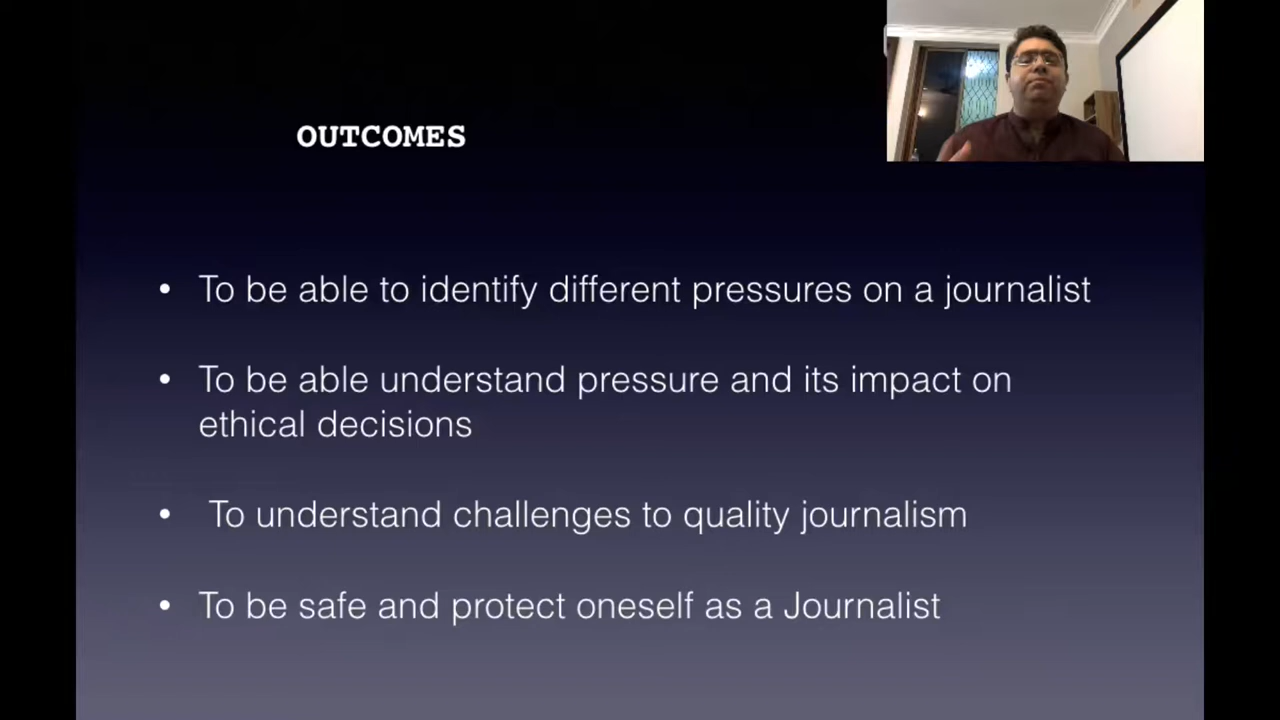 OUTCOMES
• To be able to identify different pressures on a journalist
• To be able understand pressure and its impact on
ethical decisions
• To understand challenges to quality journalism
• To be safe and protect oneself as a Journalist